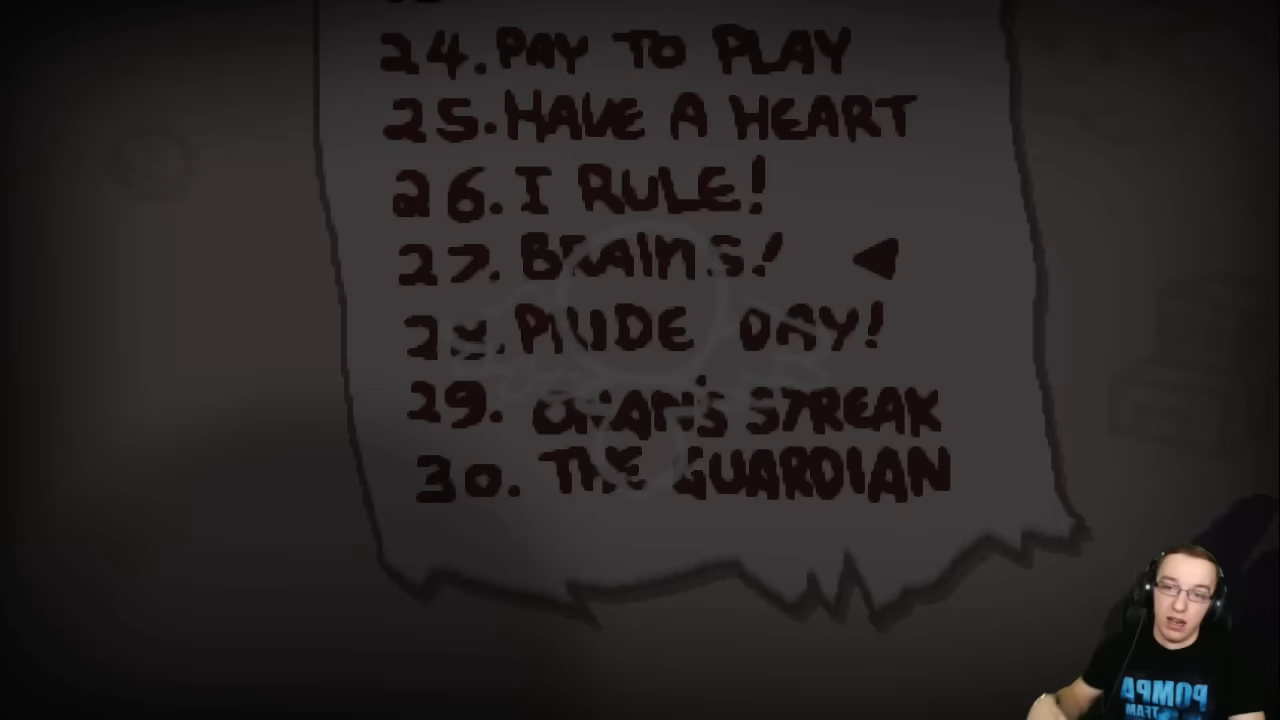 24. PAY TO PLAY
25. HAVE A HEART
26. I RULE!
27. BRAINS!
28. PRIDE DAY!
29. ONAN'S STREAK
30. THE GUARDIAN
POMPA
TEAM